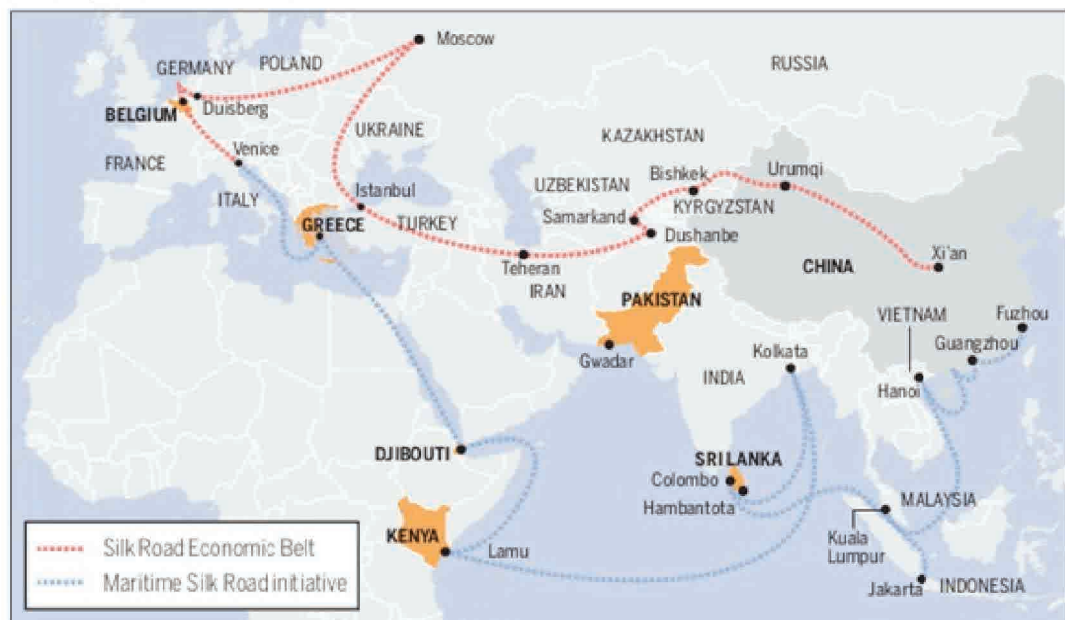 Moscow
RUSSIA
POLAND
GERMANY
Duisberg
BELGIUM
UKRAINE
KAZAKHSTAN
FRANCE
Venice
Bishkek
Urumqi
ITALY
Istanbul
UZBEKISTAN
KYRGYZSTAN
Samarkand
GREECE
TURKEY
Dushanbe
Xi'an
Teheran
CHINA
IRAN
PAKISTAN
VIETNAM
Fuzhou
Guangzhou
Gwadar
Kolkata
INDIA
Hanoi
DJIBOUTI
SRI LANKA
Colombo
Hambantota
MALAYSIA
KENYA
Lamu
Kuala
Lumpur
Jakarta
INDONESIA
Silk Road Economic Belt
Maritime Silk Road initiative